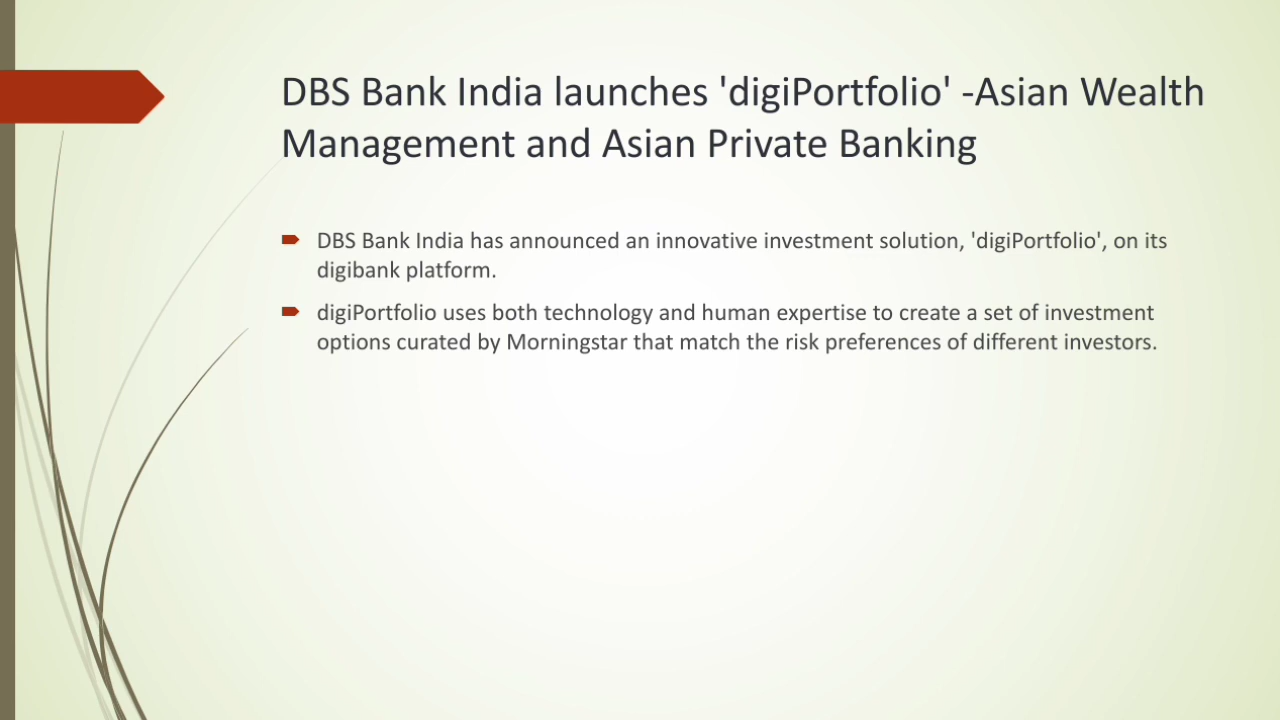 DBS Bank India launches 'digiPortfolio' -Asian Wealth
Management and Asian Private Banking
DBS Bank India has announced an innovative investment solution, 'digiPortfolio', on its
digibank platform.
digiPortfolio uses both technology and human expertise to create a set of investment
options curated by Morningstar that match the risk preferences of different investors.